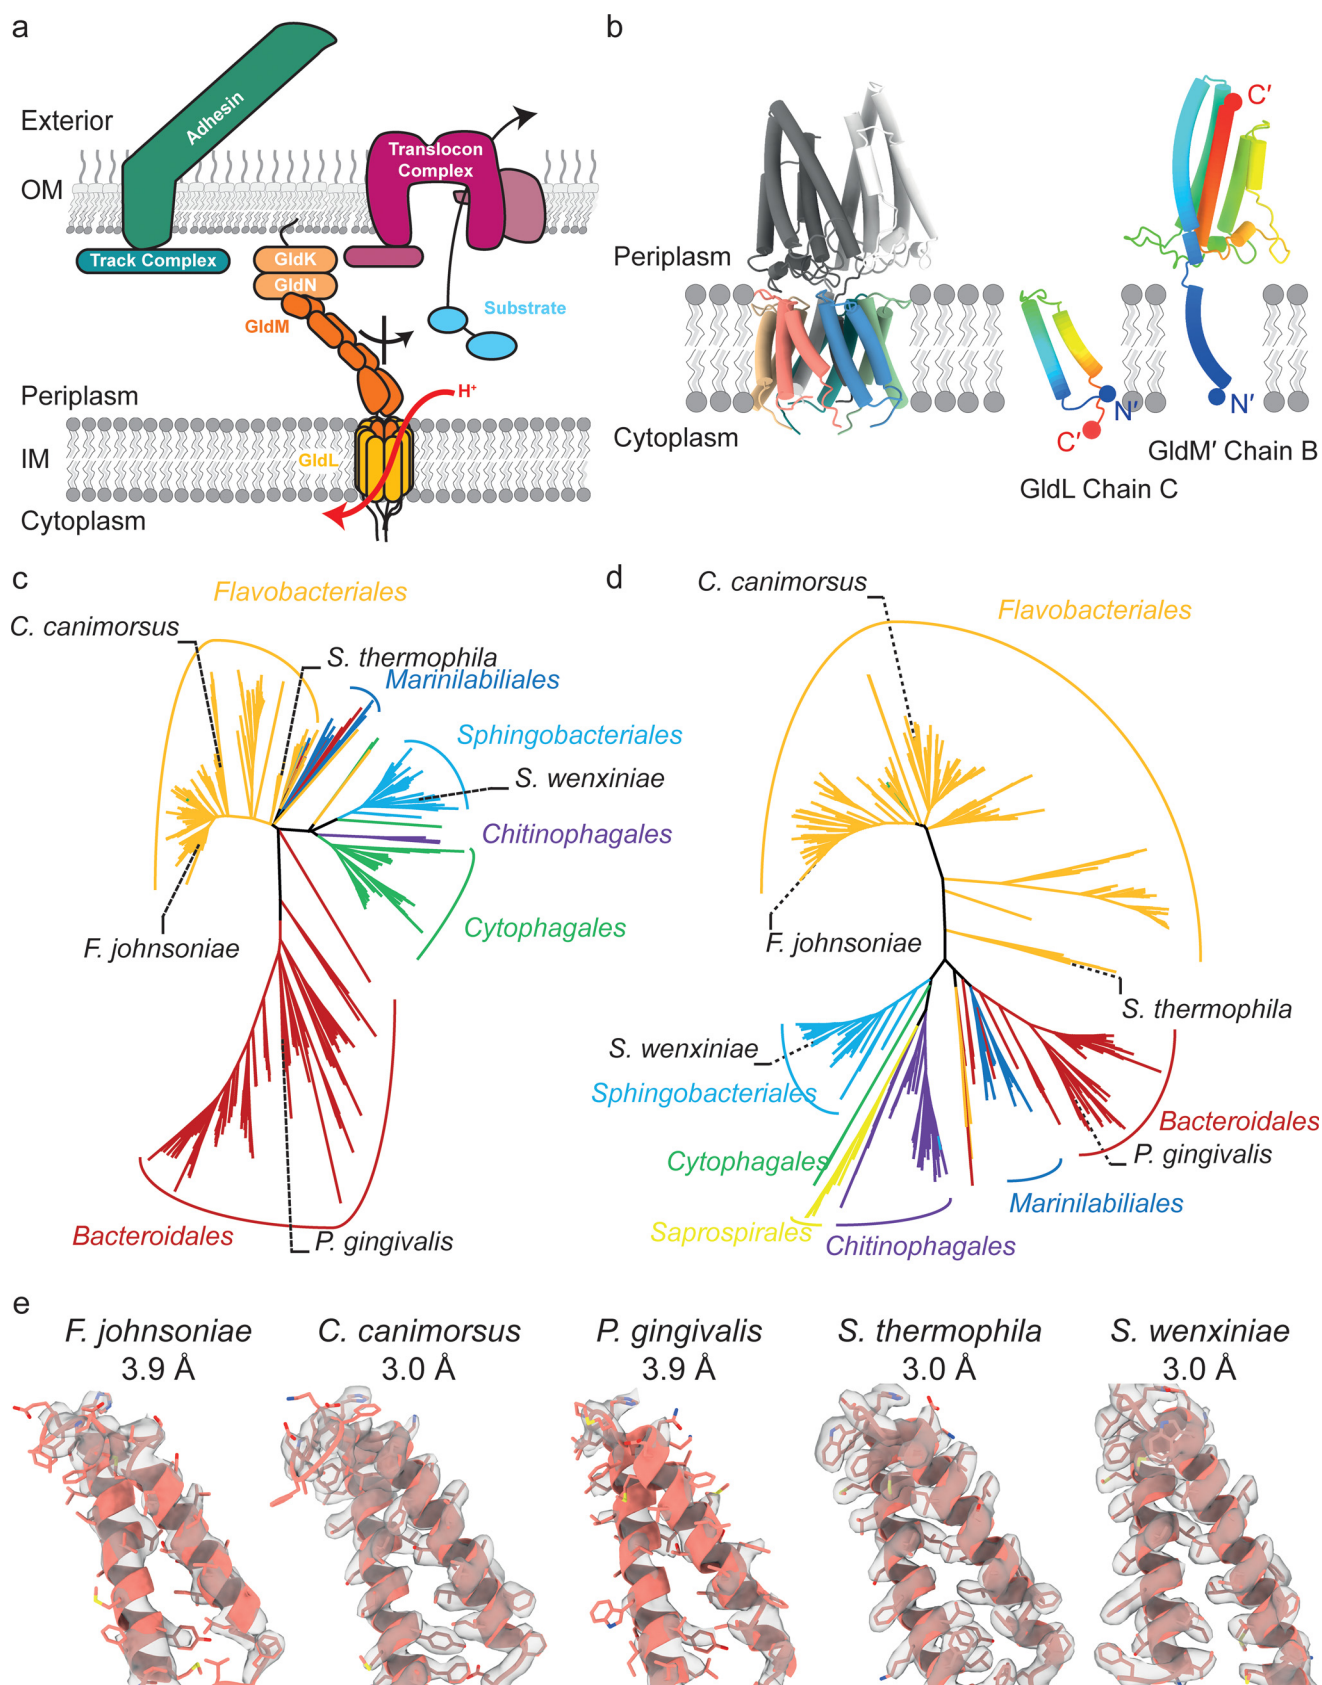 a
Exterior
OM
Adhesin
Translocon
Complex
Track Complex
GldK
GldN
GldM
Substrate
Periplasm
H+
IM
GldL
Cytoplasm
b
C′
Periplasm
Cytoplasm
N′
C′
N′
GldM′ Chain B
GldL Chain C
c
Flavobacteriales
C. canimorsus
S. thermophila
Marinilabiliales
Sphingobacteriales
S. wenxiniae
Chitinophagales
Cytophagales
F. johnsoniae
Bacteroidales
P. gingivalis
d
C. canimorsus
Flavobacteriales
F. johnsoniae
S. thermophila
S. wenxiniae
Sphingobacteriales
Bacteroidales
P. gingivalis
Cytophagales
Marinilabiliales
Saprospirales
Chitinophagales
e
F. johnsoniae
3.9 Å
C. canimorsus
3.0 Å
P. gingivalis
3.9 Å
S. thermophila
3.0 Å
S. wenxiniae
3.0 Å